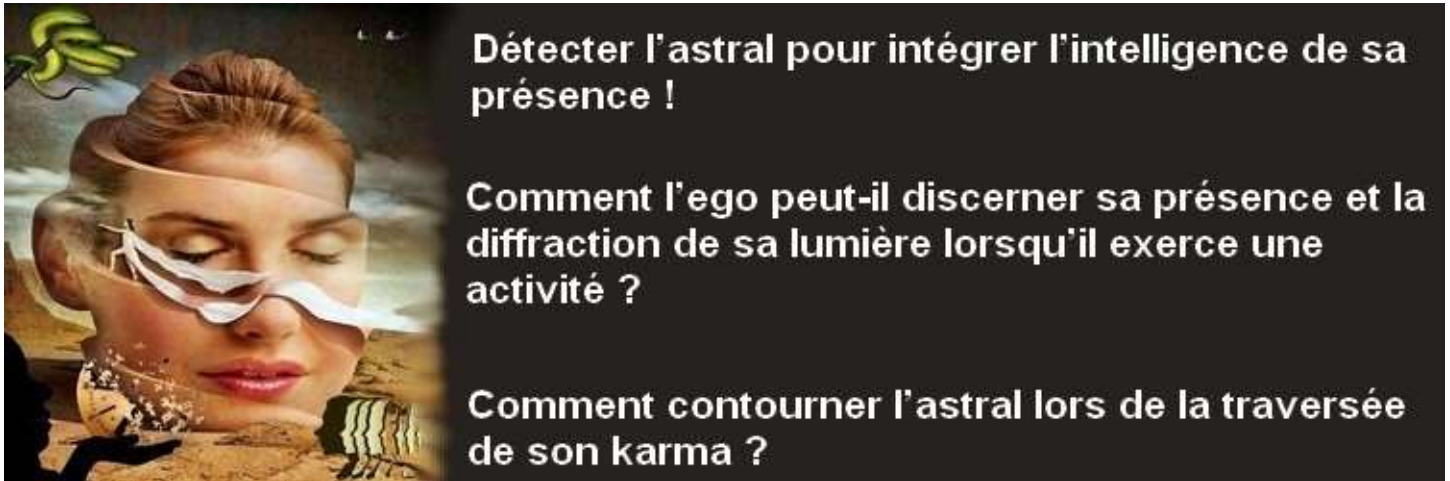 Détecter l'astral pour intégrer l'intelligence de sa
présence !
Comment l'ego peut-il discerner sa présence et la
diffraction de sa lumière lorsqu'il exerce une
activité ?
Comment contourner l'astral lors de la traversée
de son karma ?